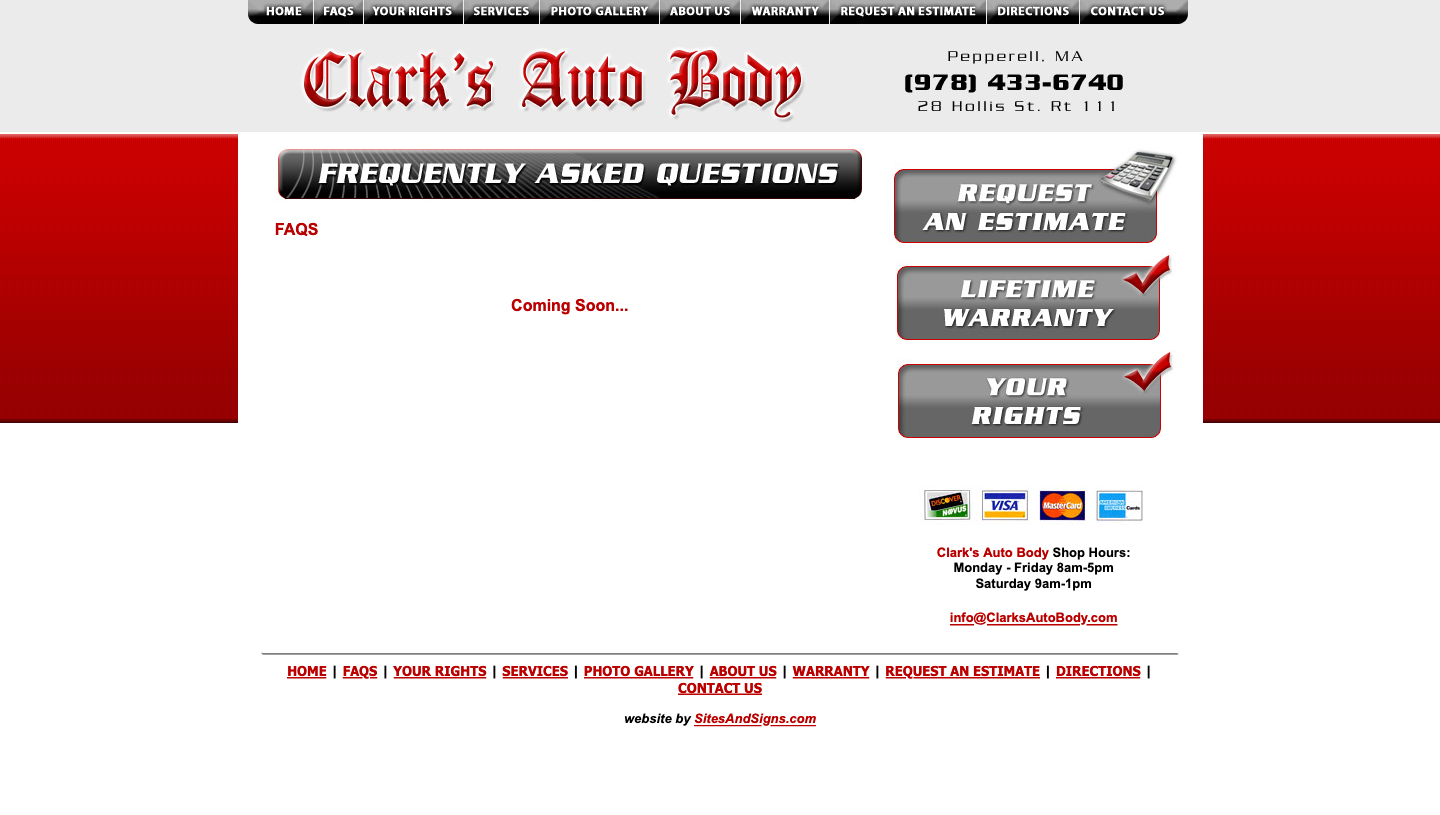 HOME FAQS YOUR RIGHTS SERVICES PHOTO GALLERY ABOUT US WARRANTY REQUEST AN ESTIMATE DIRECTIONS CONTACT US
Clark's Auto Body
Pepperell, MA
(978) 433-6740
28 Hollis St. Rt 111
FREQUENTLY ASKED QUESTIONS
FAQS
Coming Soon...
REQUEST
AN ESTIMATE
LIFETIME
WARRANTY
YOUR
RIGHTS
DISCOVER NOVUS VISA MasterCard AMERICAN EXPRESS Cards
Clark's Auto Body Shop Hours:
Monday - Friday 8am-5pm
Saturday 9am-1pm
info@ClarksAutoBody.com
HOME | FAQS | YOUR RIGHTS | SERVICES | PHOTO GALLERY | ABOUT US | WARRANTY | REQUEST AN ESTIMATE | DIRECTIONS |
CONTACT US
website by SitesAndSigns.com